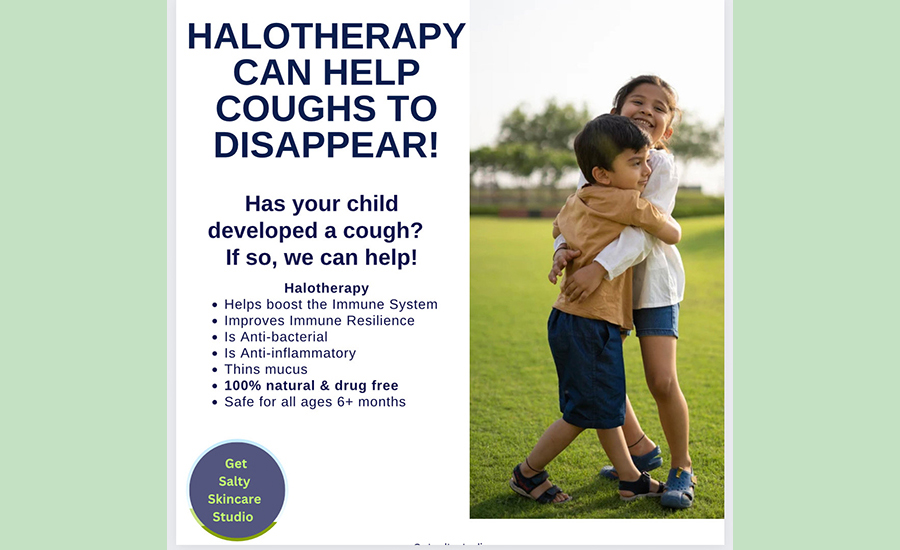 HALOTHERAPY
CAN HELP
COUGHS TO
DISAPPEAR!
Has your child
developed a cough?
If so, we can help!
Halotherapy
• Helps boost the Immune System
• Improves Immune Resilience
• Is Anti-bacterial
• Is Anti-inflammatory
• Thins mucus
• 100% natural & drug free
• Safe for all ages 6+ months
Get
Salty
Skincare
Studio